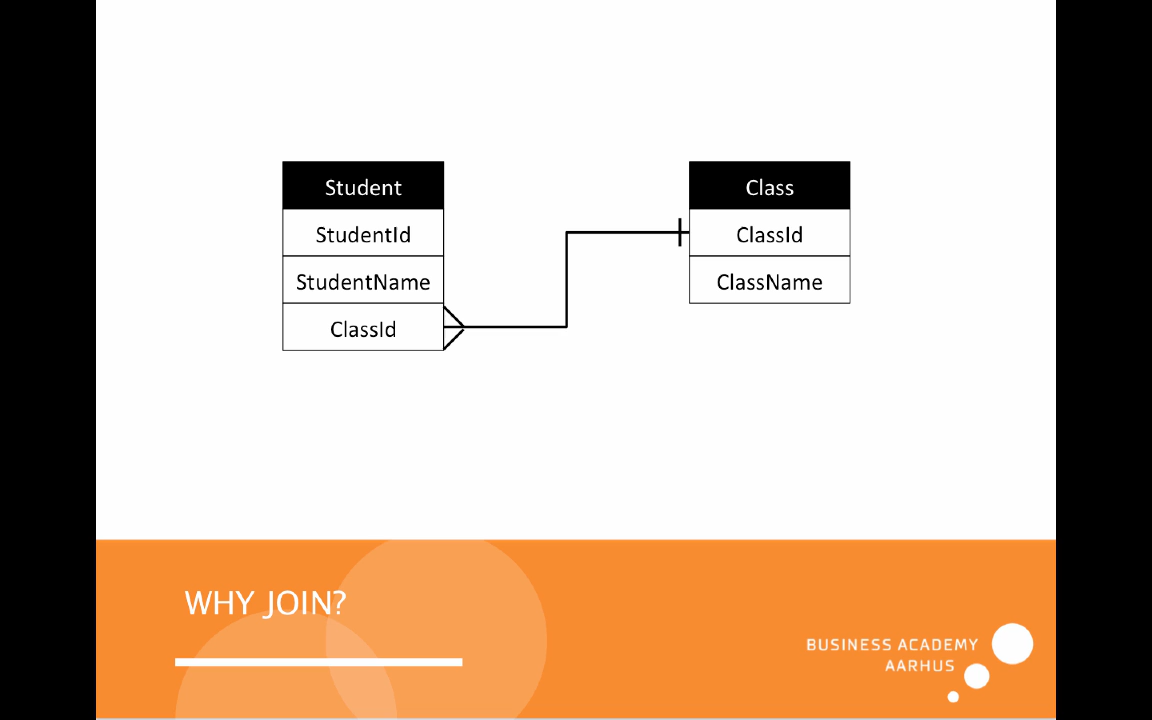 Student
StudentId
StudentName
ClassId
Class
ClassId
ClassName
WHY JOIN?
BUSINESS ACADEMY
AARHUS